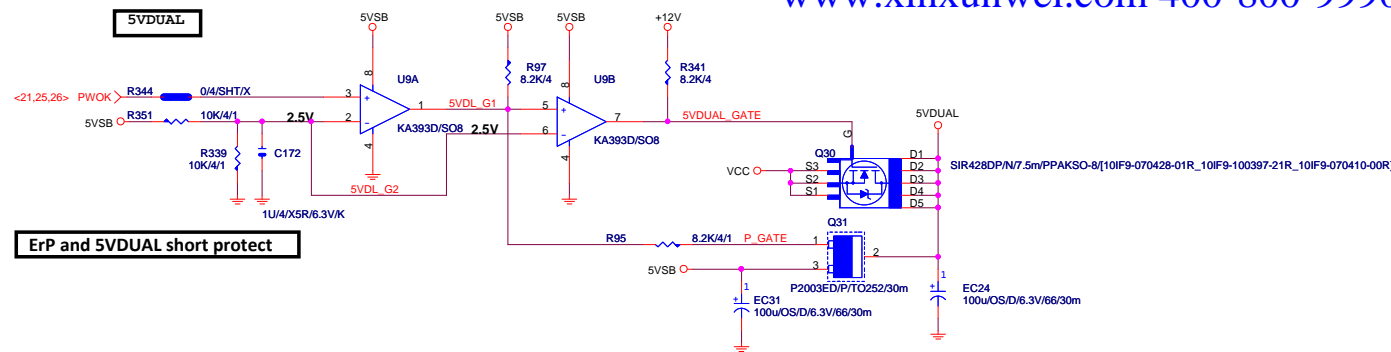 www.xinxunwei.com 400-800-9990
5VDUAL
5VSB
5VSB
5VSB
+12V
8
U9A
R97
8.2K/4
8
U9B
R341
8.2K/4
<21,25,26> PWOK
R344
0/4/SHT/X
3
+
1
5VDL_G1
5
+
7
5VDUAL_GATE
5VDUAL
5VSB
R351
10K/4/1
2.5V
2
-
KA393D/SO8
2.5V
6
-
KA393D/SO8
4
4
G
R339
10K/4/1
C172
Q30
VCC
S3
S2
S1
D1
D2
D3
D4
D5
SIR428DP/N/7.5m/PPAKSO-8/[10IF9-070428-01R_10IF9-100397-21R_10IF9-070410-00R]
5VDL_G2
1U/4/X5R/6.3V/K
Q31
ErP and 5VDUAL short protect
R95
8.2K/4/1
P_GATE
1
2
5VSB
3
P2003ED/P/TO252/30m
1
+
EC31
100u/OS/D/6.3V/66/30m
1
+
EC24
100u/OS/D/6.3V/66/30m